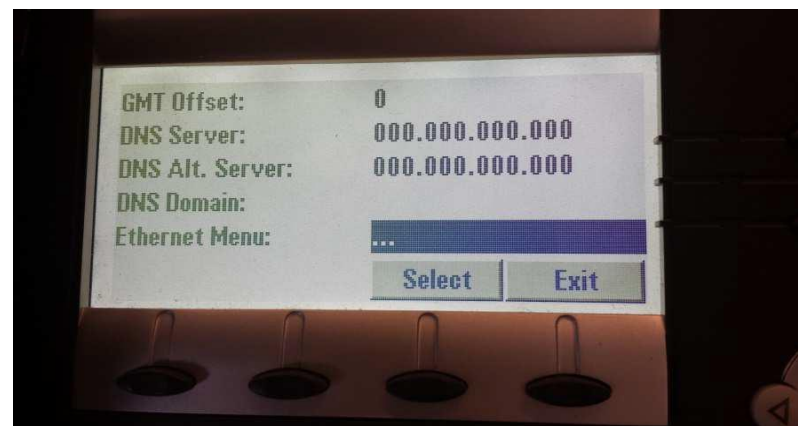 GMT Offset: 0
DNS Server: 000.000.000.000
DNS Alt. Server: 000.000.000.000
DNS Domain:
Ethernet Menu: ...
Select Exit